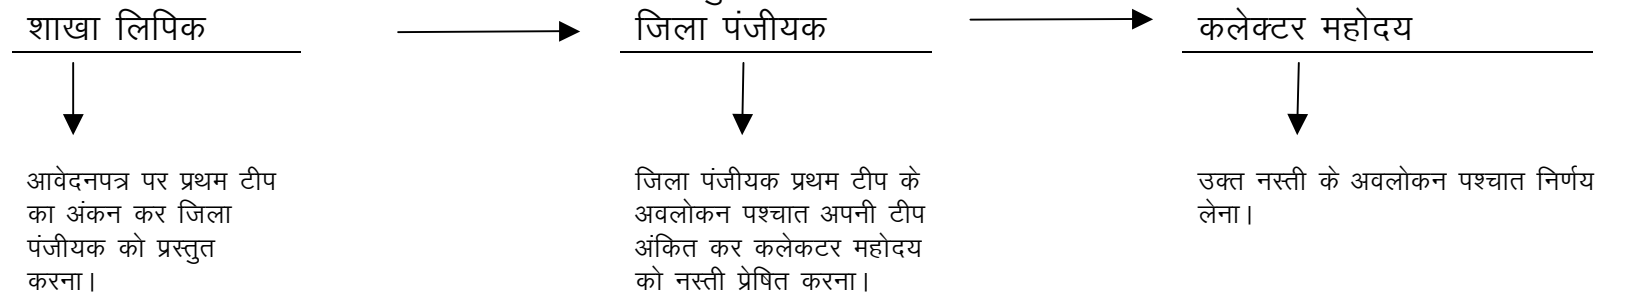 शाखा लिपिक
जिला पंजीयक
कलेक्टर महोदय
आवेदनपत्र पर प्रथम टीप
का अंकन कर जिला
पंजीयक को प्रस्तुत
करना।
जिला पंजीयक प्रथम टीप के
अवलोकन पश्चात अपनी टीप
अंकित कर कलेकटर महोदय
को नस्ती प्रेषित करना।
उक्त नस्ती के अवलोकन पश्चात निर्णय
लेना।